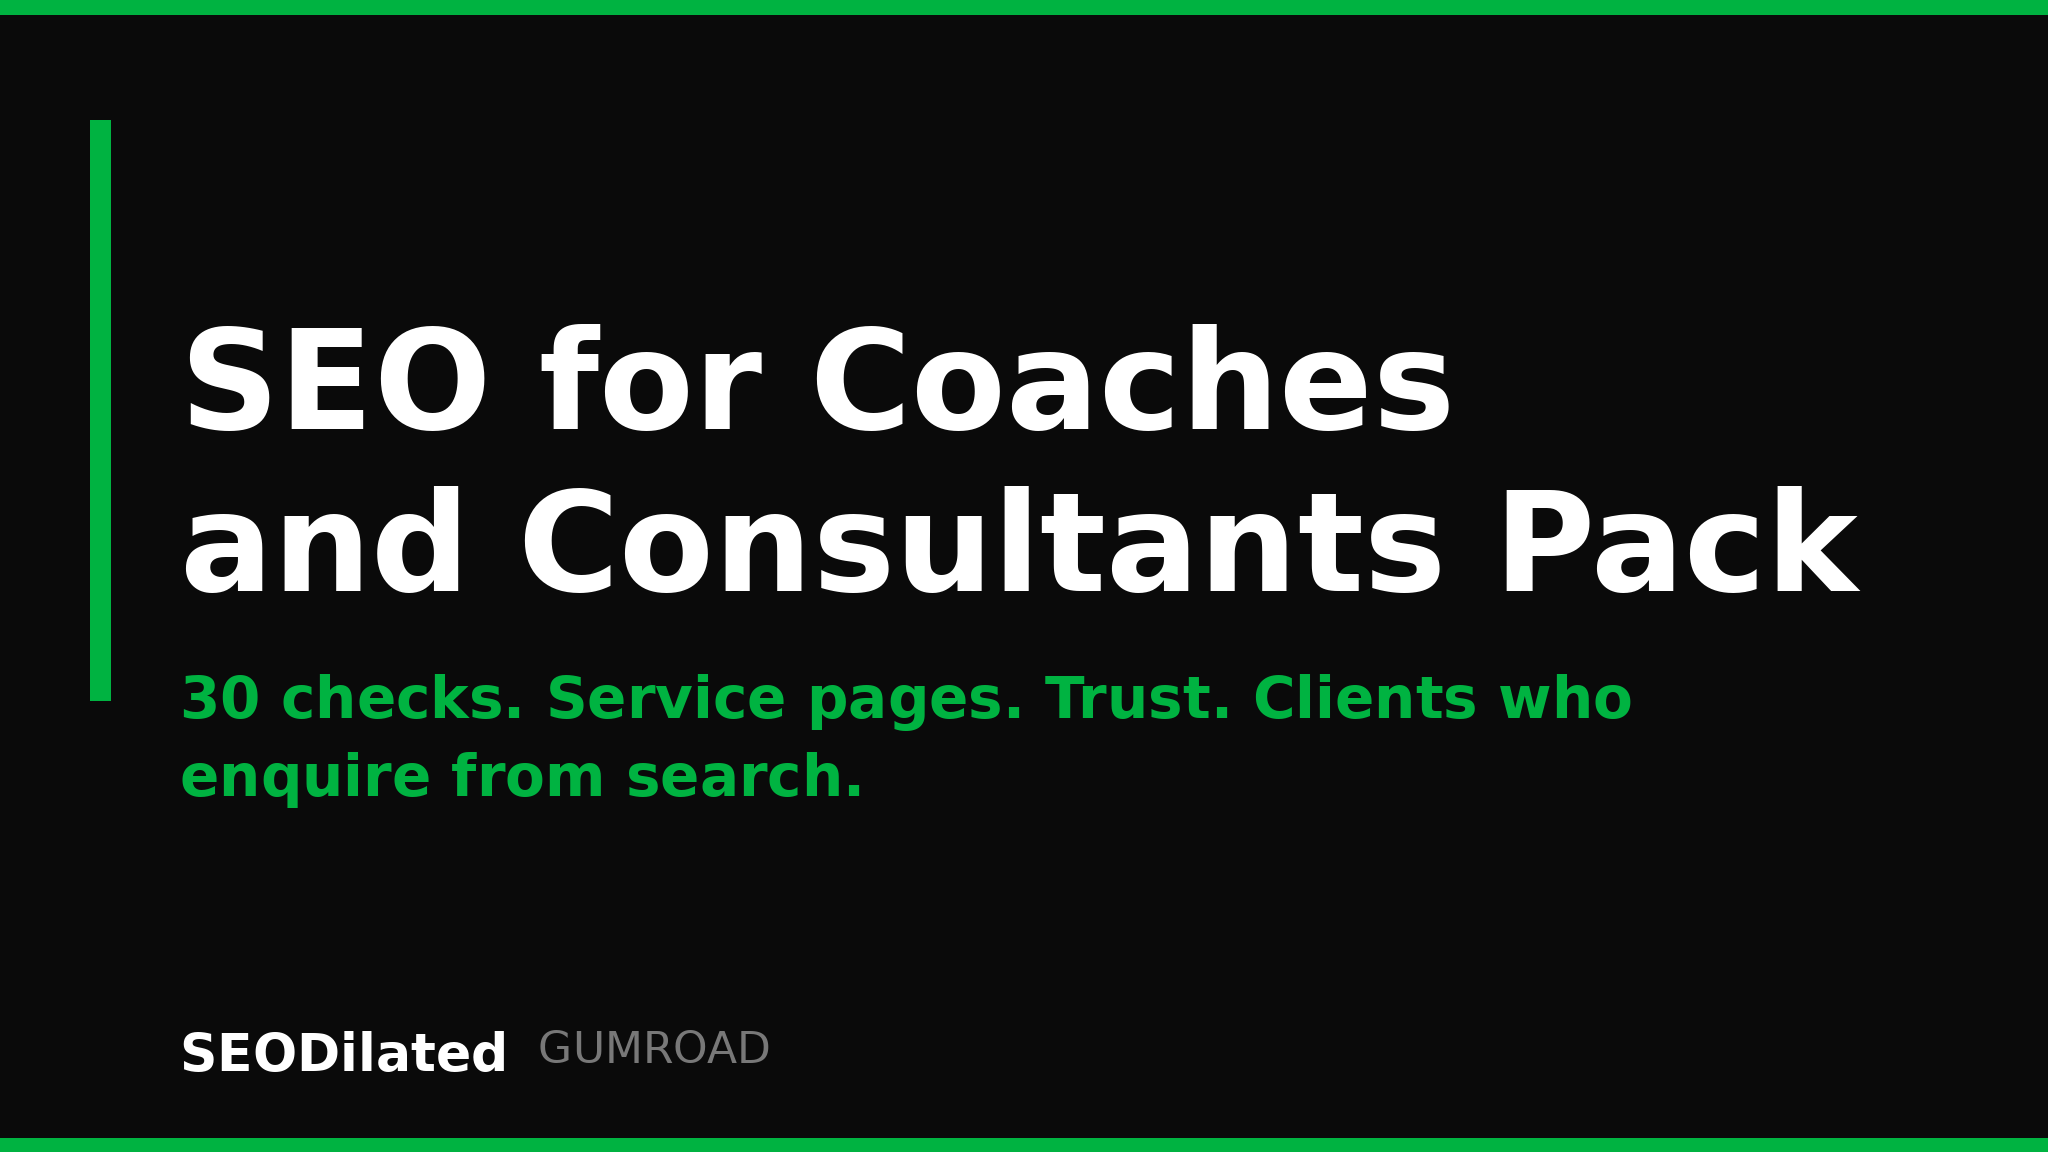 SEO for Coaches
and Consultants Pack
30 checks. Service pages. Trust. Clients who
enquire from search.
SEODilated GUMROAD